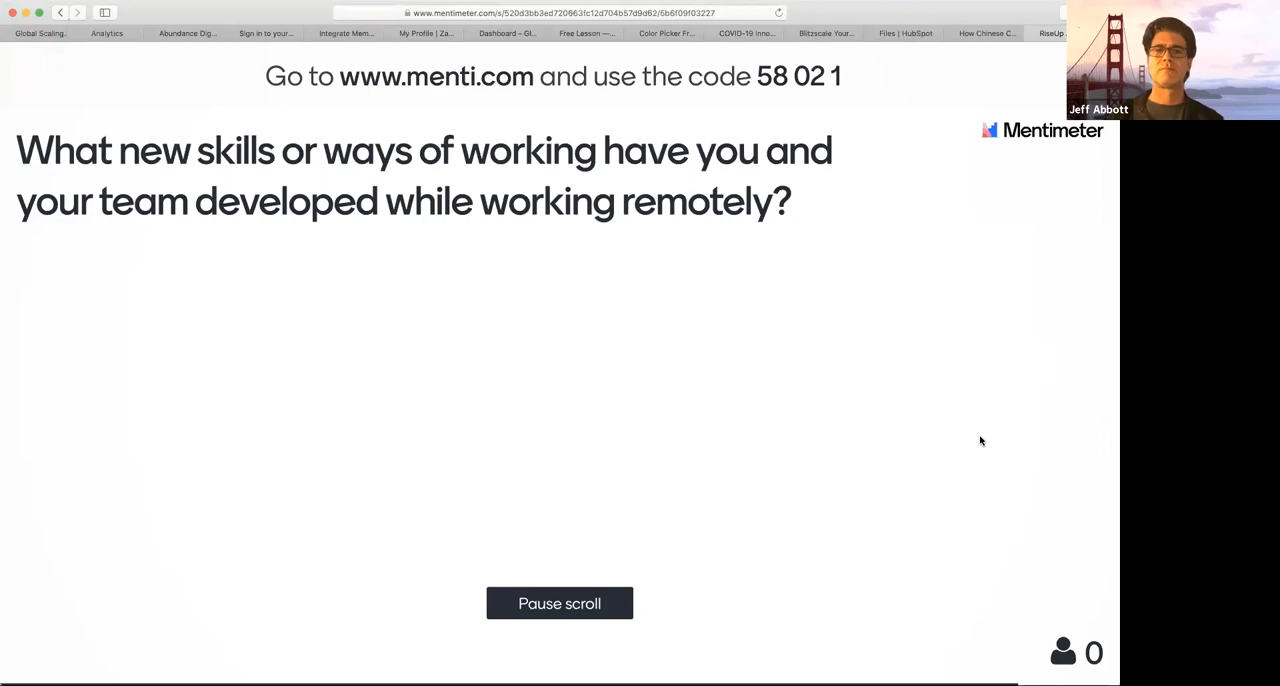 www.mentimeter.com/s/520d3bb3ed720663fc12d704b57d9d62/5b6f09f03227
Global Scaling. Analytics Abundance Dig... Sign in to your... Integrate Mem... My Profile | Za... Dashboard – Gl... Free Lesson —... Color Picker Fr... COVID-19 Inno... Blitzscale Your... Files | HubSpot How Chinese C... RiseUp
Go to www.menti.com and use the code 58 02 1
Jeff Abbott
Mentimeter
What new skills or ways of working have you and
your team developed while working remotely?
Pause scroll
0